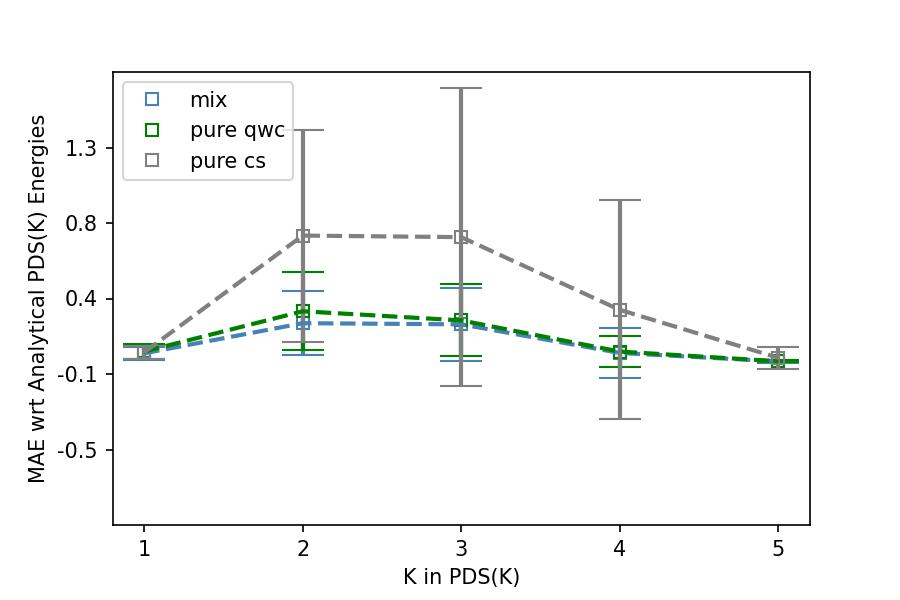 mix
pure qwc
pure cs
MAE wrt Analytical PDS(K) Energies
1.3
0.8
0.4
-0.1
-0.5
1 2 3 4 5
K in PDS(K)